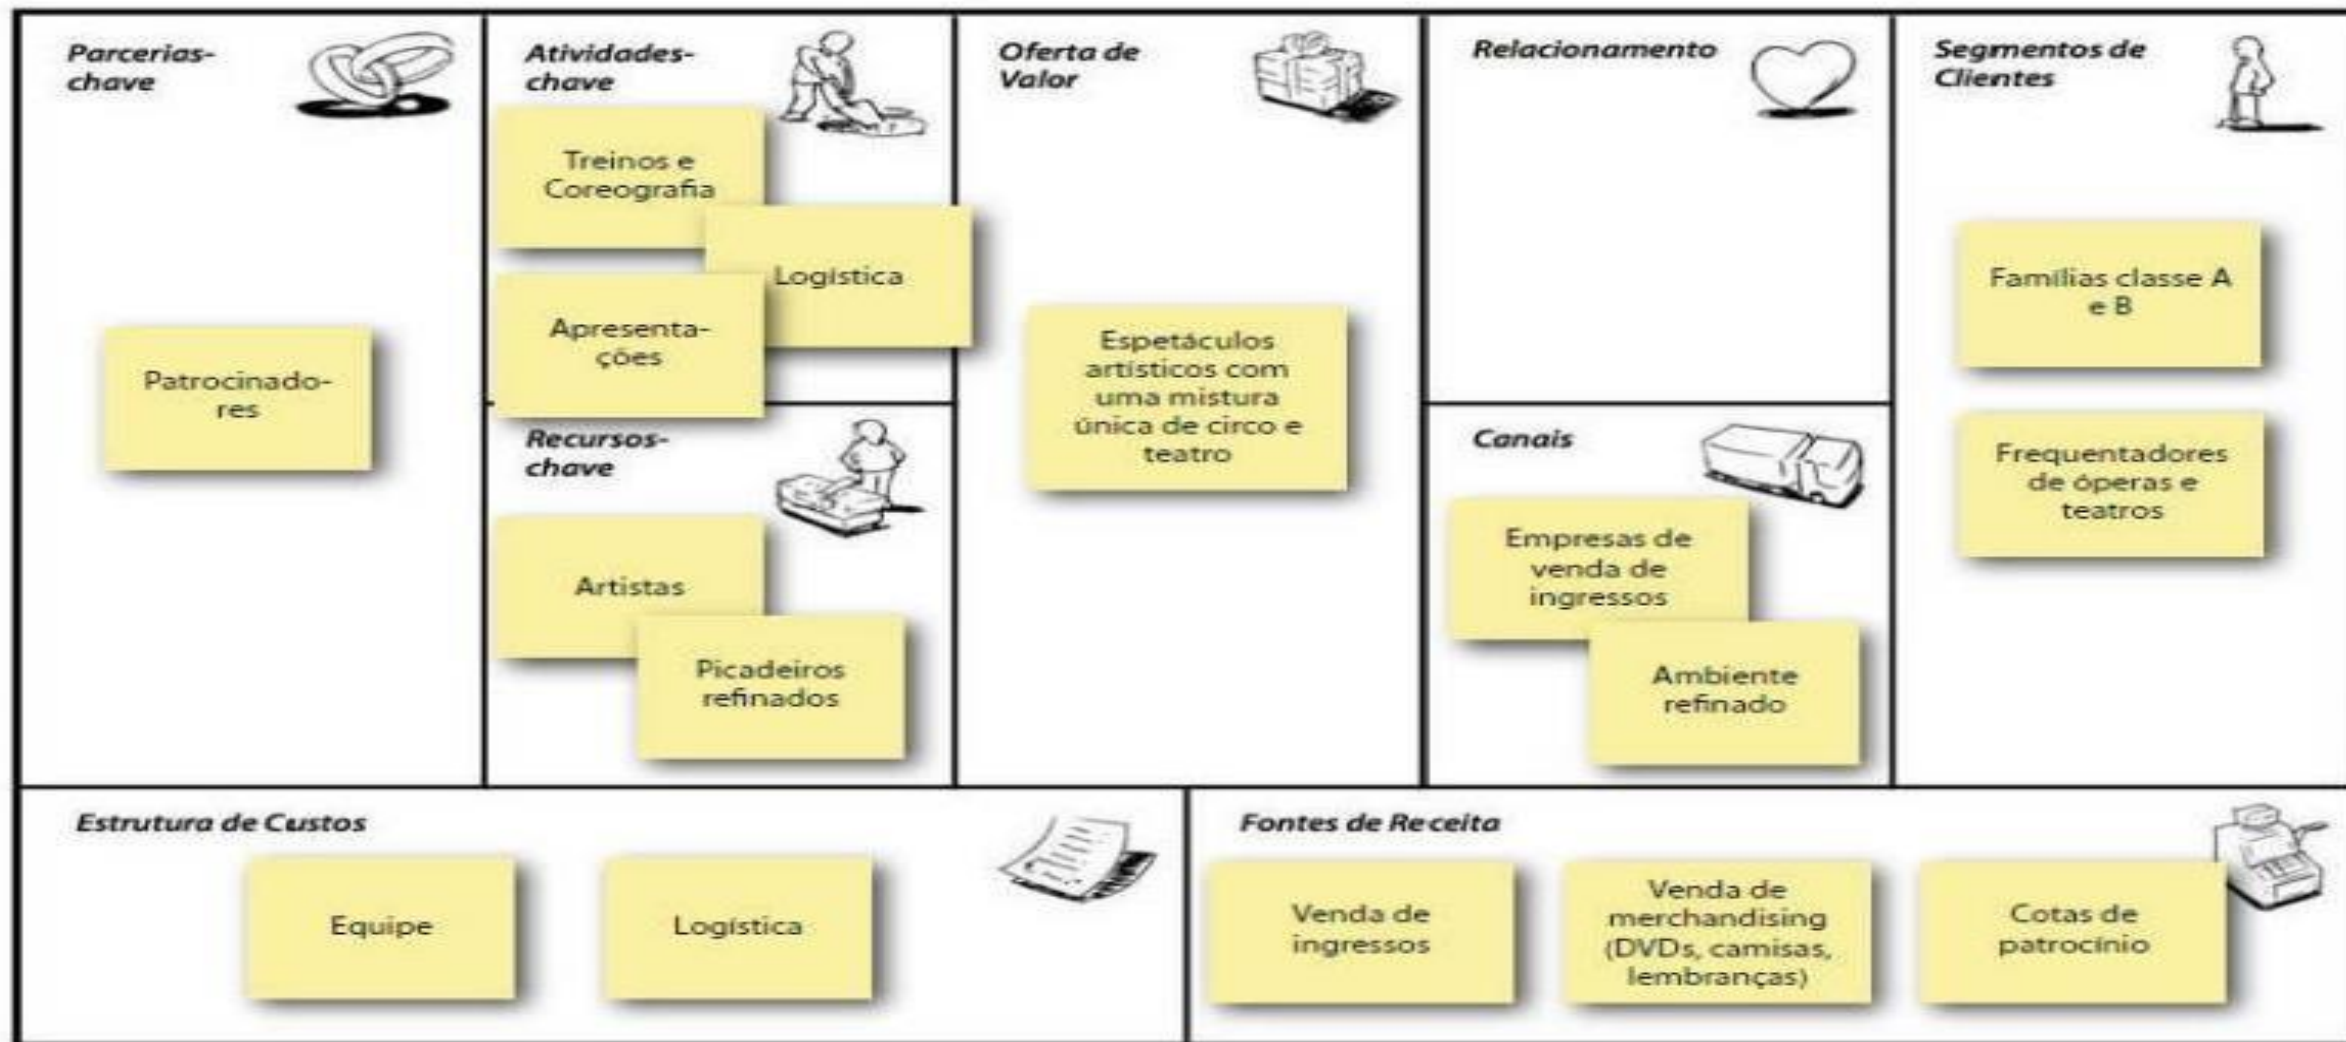 Parcerias-
chave
Patrocinado-
res
Atividades-
chave
Treinos e
Coreografia
Logística
Apresenta-
ções
Recursos-
chave
Artistas
Picadeiros
refinados
Oferta de
Valor
Espetáculos
artísticos com
uma mistura
única de circo e
teatro
Relacionamento
Canais
Empresas de
venda de
ingressos
Ambiente
refinado
Segmentos de
Clientes
Famílias classe A
e B
Frequentadores
de óperas e
teatros
Estrutura de Custos
Equipe
Logística
Fontes de Receita
Venda de
ingressos
Venda de
merchandising
(DVDs, camisas,
lembranças)
Cotas de
patrocínio